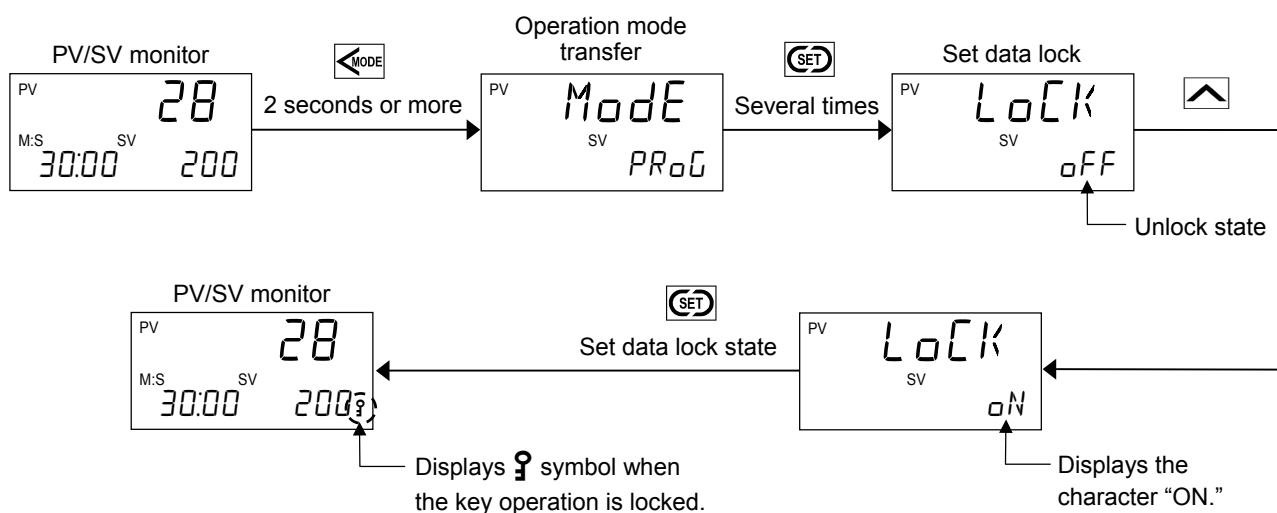 Operation mode
transfer
PV/SV monitor
MODE
SET
Set data lock
PV 28
2 seconds or more
PV ModE
Several times
PV LoCK
M:S 30:00 SV 200
SV PRoG
SV oFF
Unlock state
PV/SV monitor
SET
PV 28
Set data lock state
PV LoCK
M:S 30:00 SV 200
SV oN
Displays symbol when
the key operation is locked.
Displays the
character “ON.”